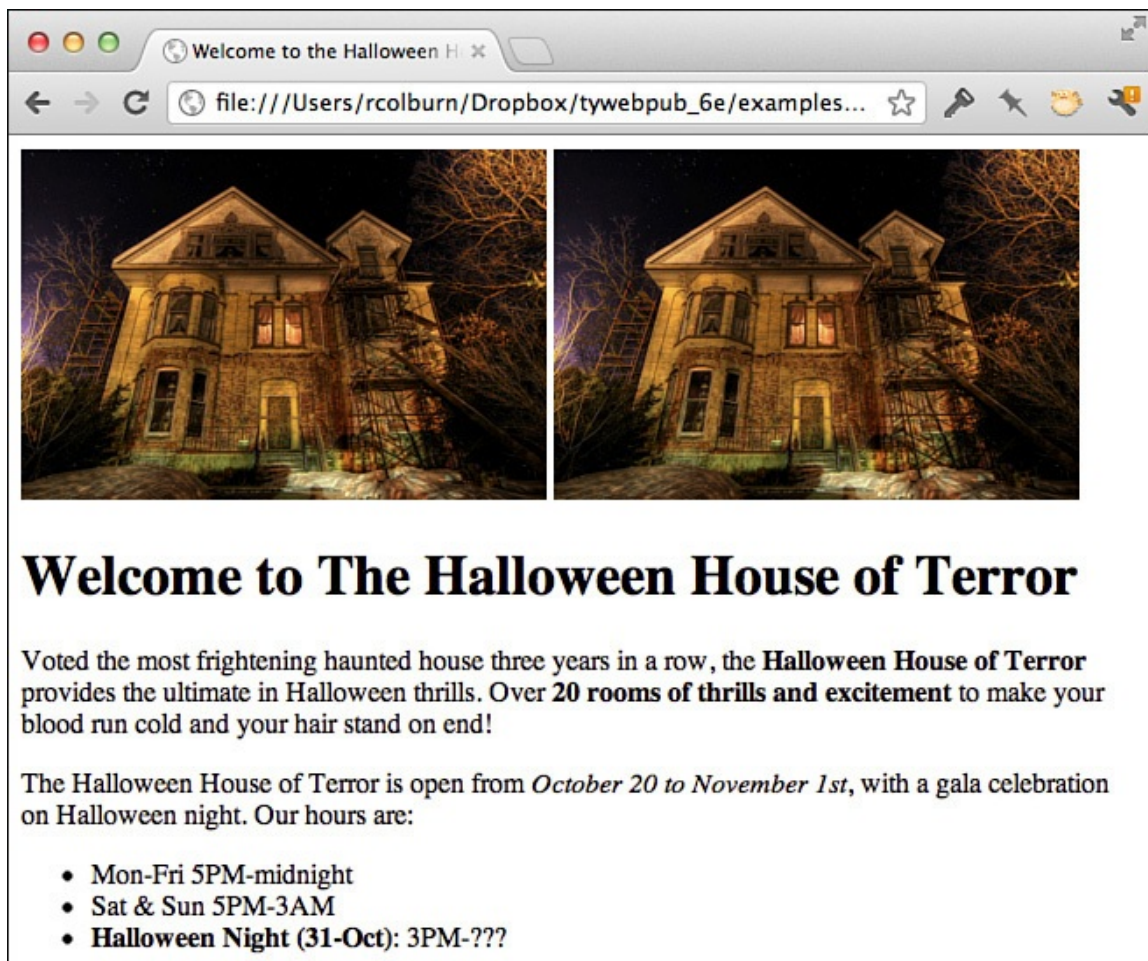 Welcome to the Halloween H
file:///Users/rcolburn/Dropbox/tywebpub_6e/examples...
Welcome to The Halloween House of Terror
Voted the most frightening haunted house three years in a row, the Halloween House of Terror
provides the ultimate in Halloween thrills. Over 20 rooms of thrills and excitement to make your
blood run cold and your hair stand on end!
The Halloween House of Terror is open from October 20 to November 1st, with a gala celebration
on Halloween night. Our hours are:
• Mon-Fri 5PM-midnight
• Sat & Sun 5PM-3AM
• Halloween Night (31-Oct): 3PM-???